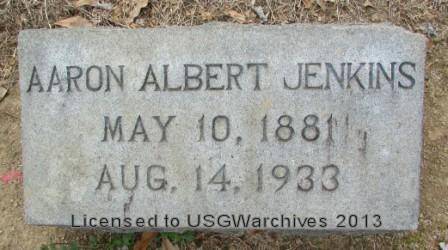 AARON ALBERT JENKINS
MAY 10, 1881
AUG. 14, 1933
Licensed to USGWarchives 2013